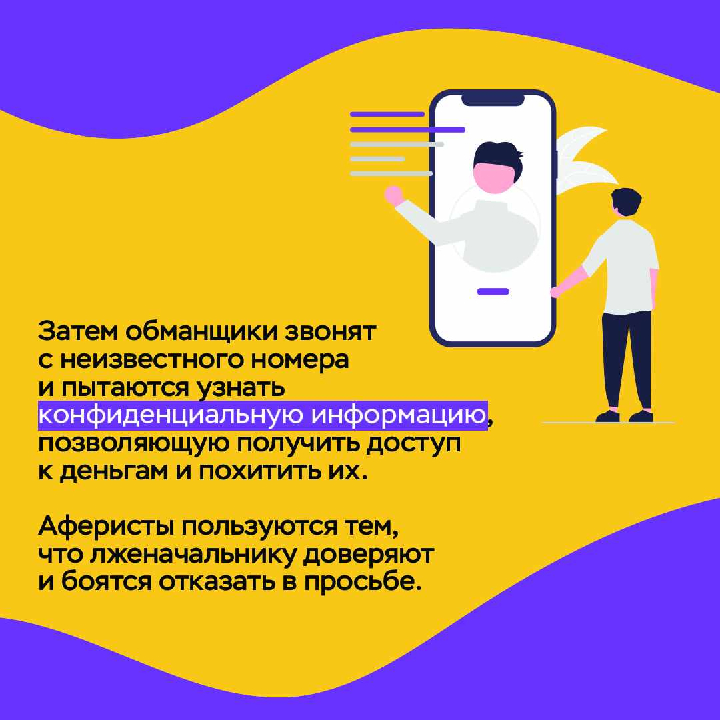 Затем обманщики звонят
с неизвестного номера
и пытаются узнать
конфиденциальную информацию,
позволяющую получить доступ
к деньгам и похитить их.
Аферисты пользуются тем,
что лженачальнику доверяют
и боятся отказать в просьбе.